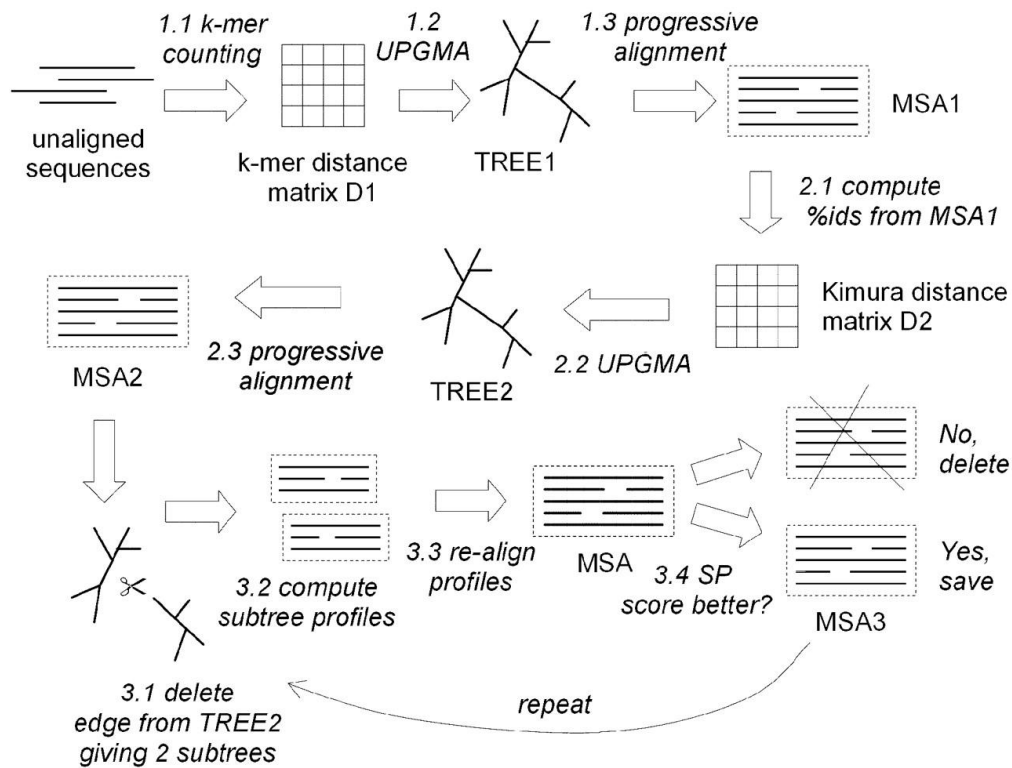 1.1 k-mer
counting
1.2
UPGMA
1.3 progressive
alignment
unaligned
sequences
k-mer distance
matrix D1
TREE1
MSA1
2.1 compute
%ids from MSA1
Kimura distance
matrix D2
2.2 UPGMA
TREE2
2.3 progressive
alignment
MSA2
3.1 delete
edge from TREE2
giving 2 subtrees
3.2 compute
subtree profiles
3.3 re-align
profiles
MSA
3.4 SP
score better?
No,
delete
Yes,
save
MSA3
repeat